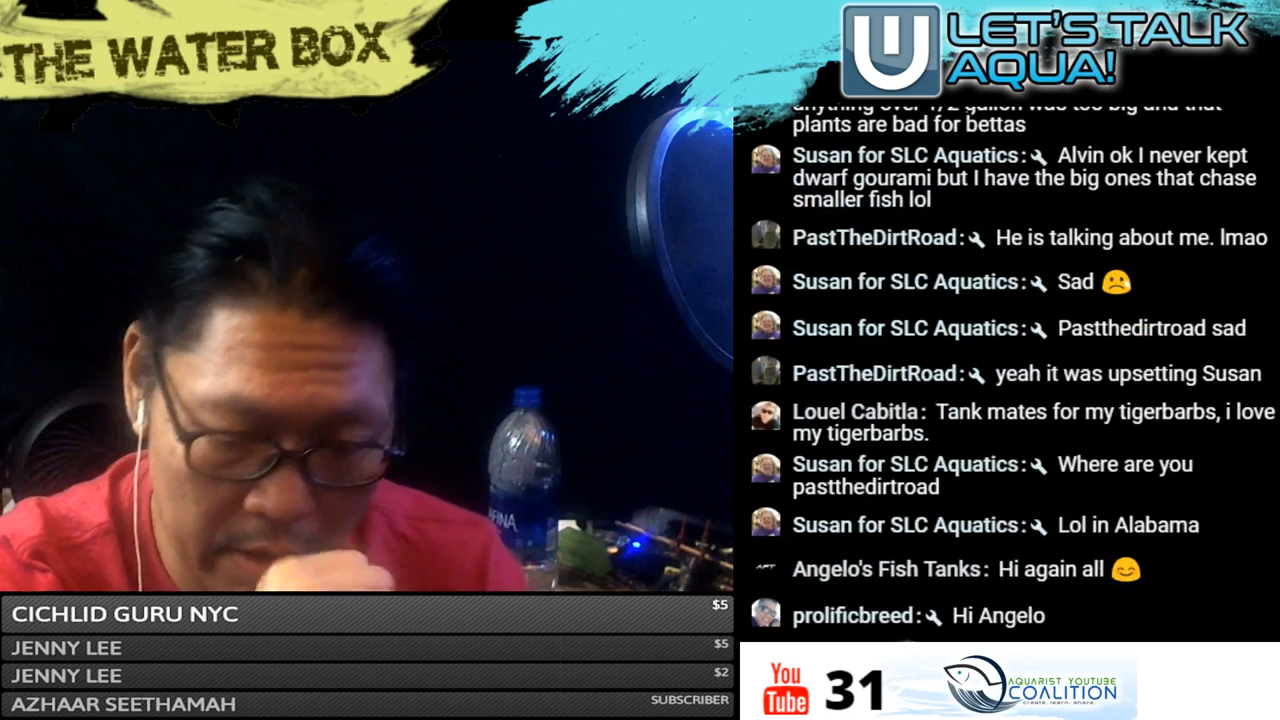 THE WATER BOX
LET'S TALK
AQUA!
plants are bad for bettas
Susan for SLC Aquatics: Alvin ok I never kept
dwarf gourami but I have the big ones that chase
smaller fish lol
PastTheDirtRoad: He is talking about me. lmao
Susan for SLC Aquatics: Sad
Susan for SLC Aquatics: Pastthedirtroad sad
PastTheDirtRoad: yeah it was upsetting Susan
Louel Cabitla: Tank mates for my tigerbarbs, i love
my tigerbarbs.
Susan for SLC Aquatics: Where are you
pastthedirtroad
Susan for SLC Aquatics: Lol in Alabama
Angelo's Fish Tanks: Hi again all
prolificbreed: Hi Angelo
CICHLID GURU NYC $5
JENNY LEE $5
JENNY LEE $2
AZHAAR SEETHAMAH SUBSCRIBER
You
Tube
31
AQUARIST YOUTUBE
COALITION
create. learn. share.